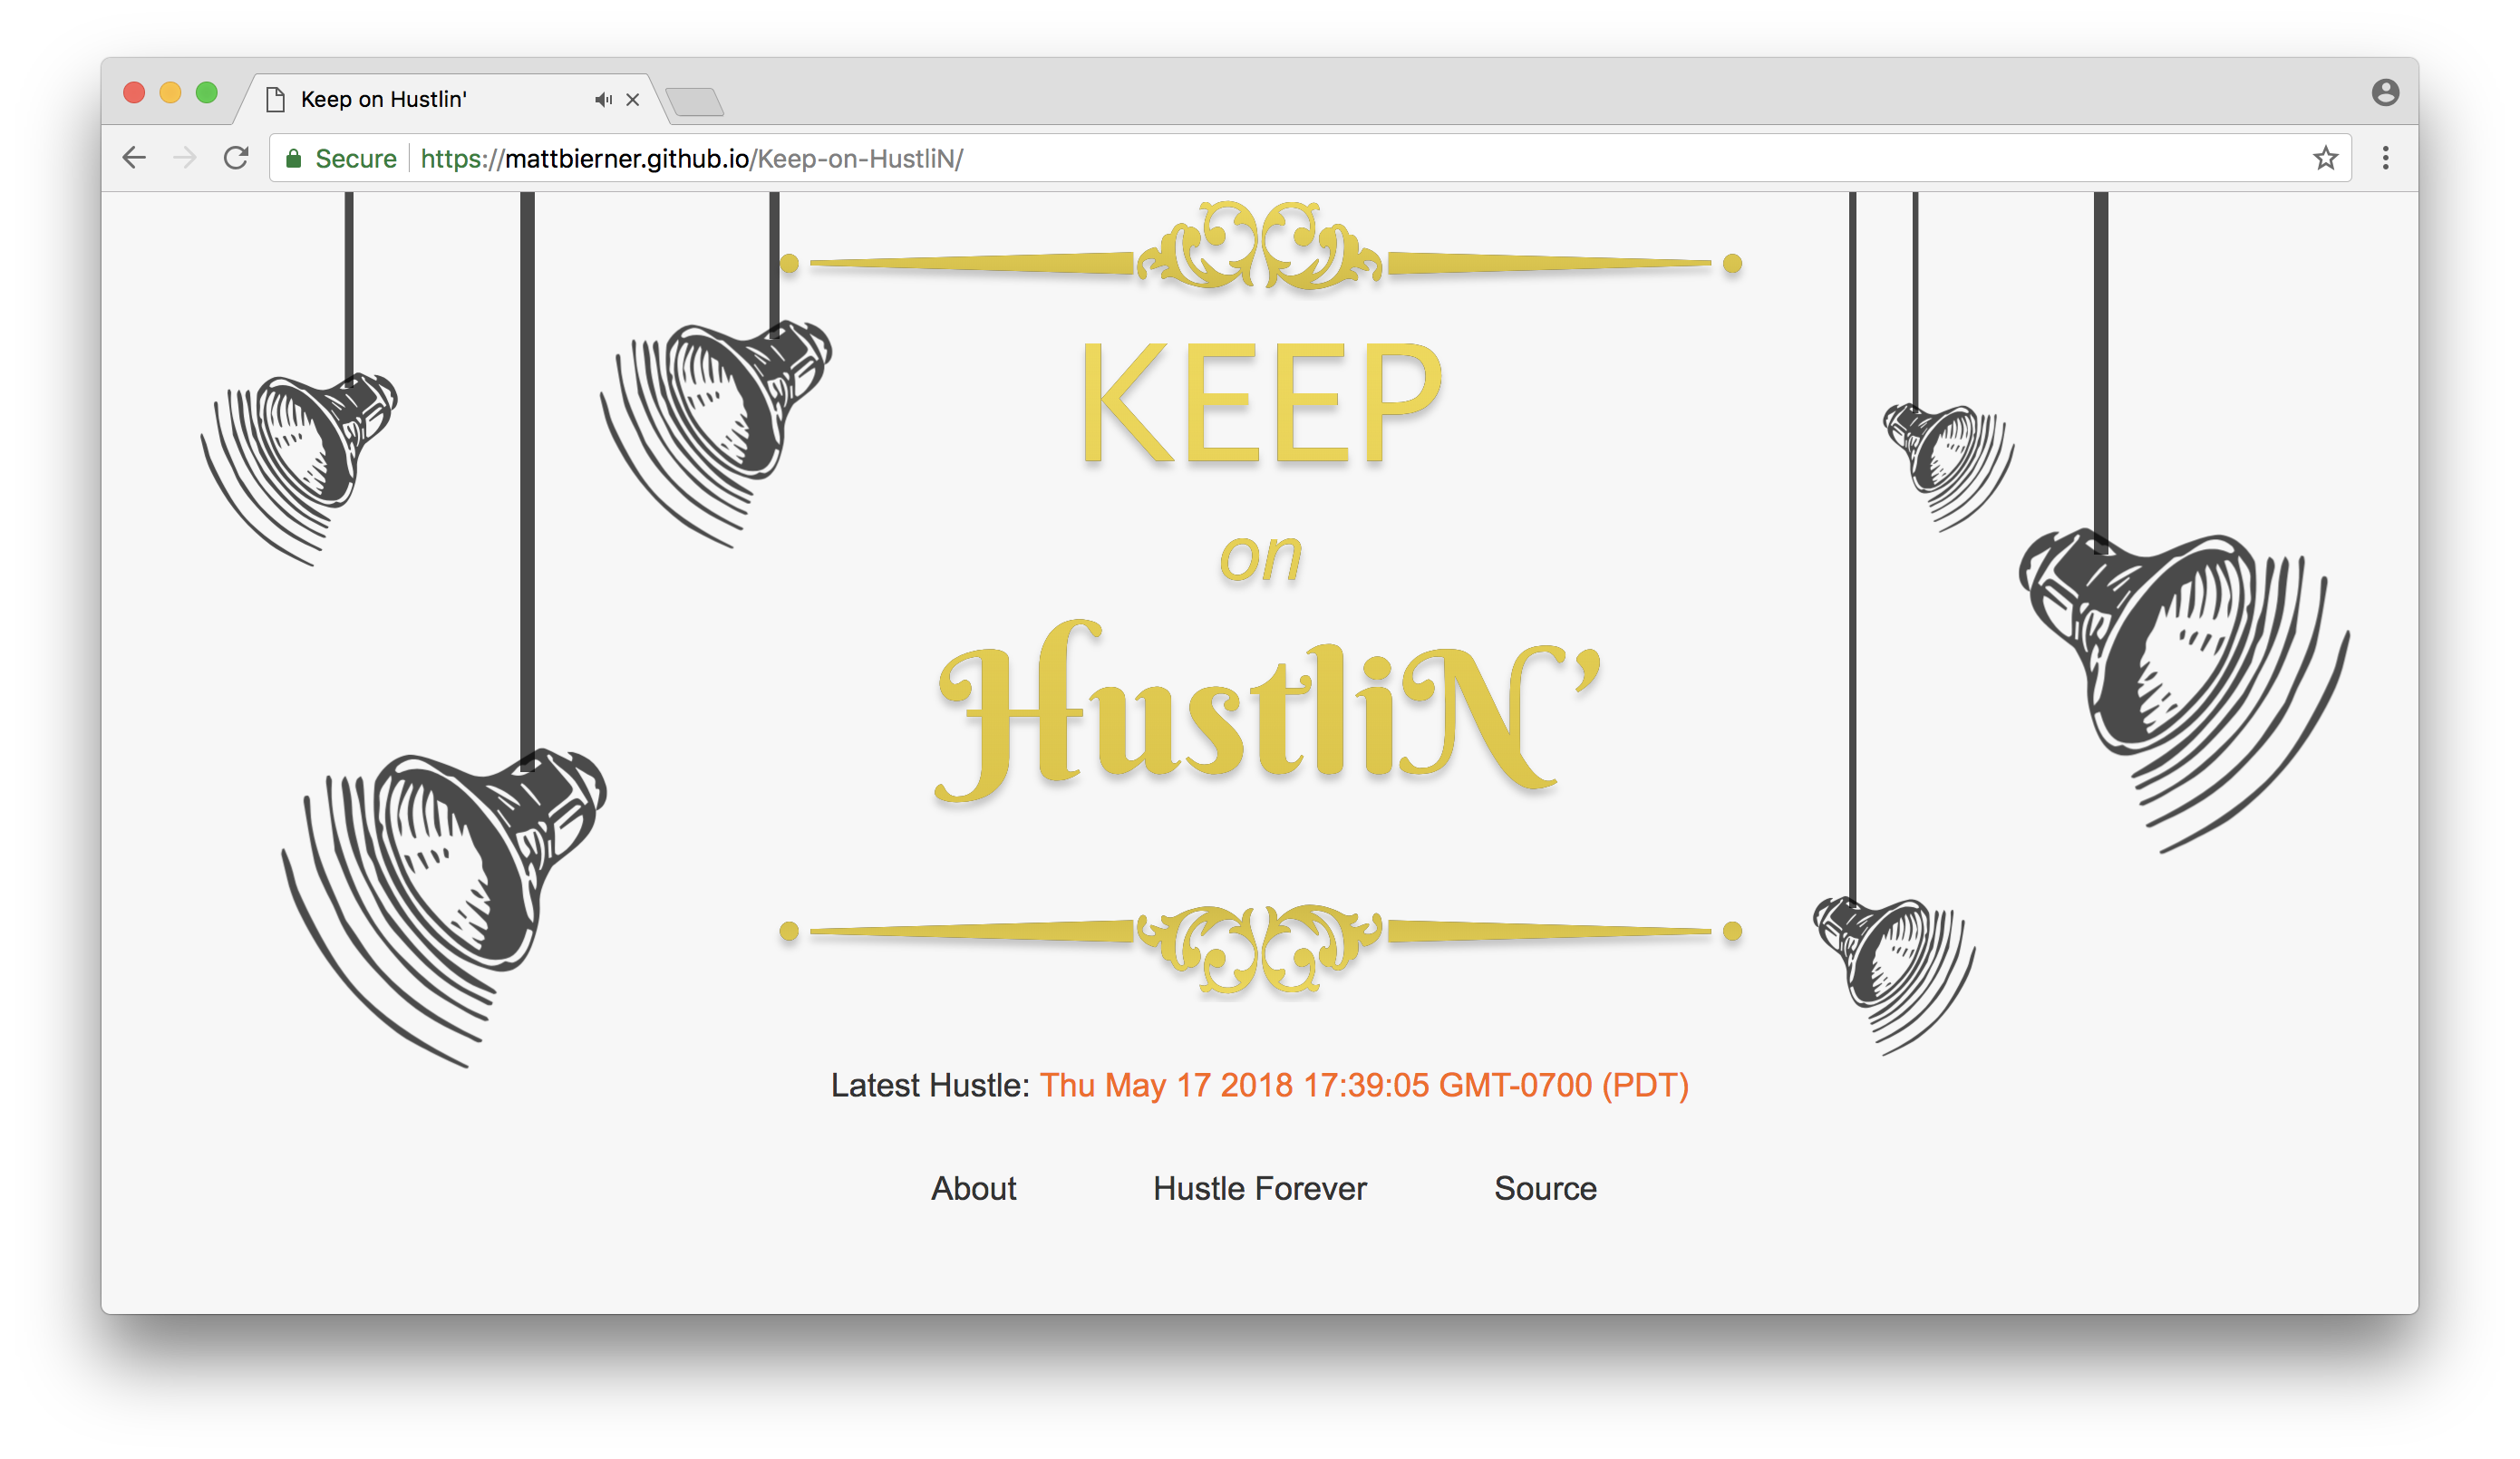 Keep on Hustlin'
Secure https://mattbierner.github.io/Keep-on-HustliN/
KEEP
on
HustliN’
Latest Hustle: Thu May 17 2018 17:39:05 GMT-0700 (PDT)
About Hustle Forever Source